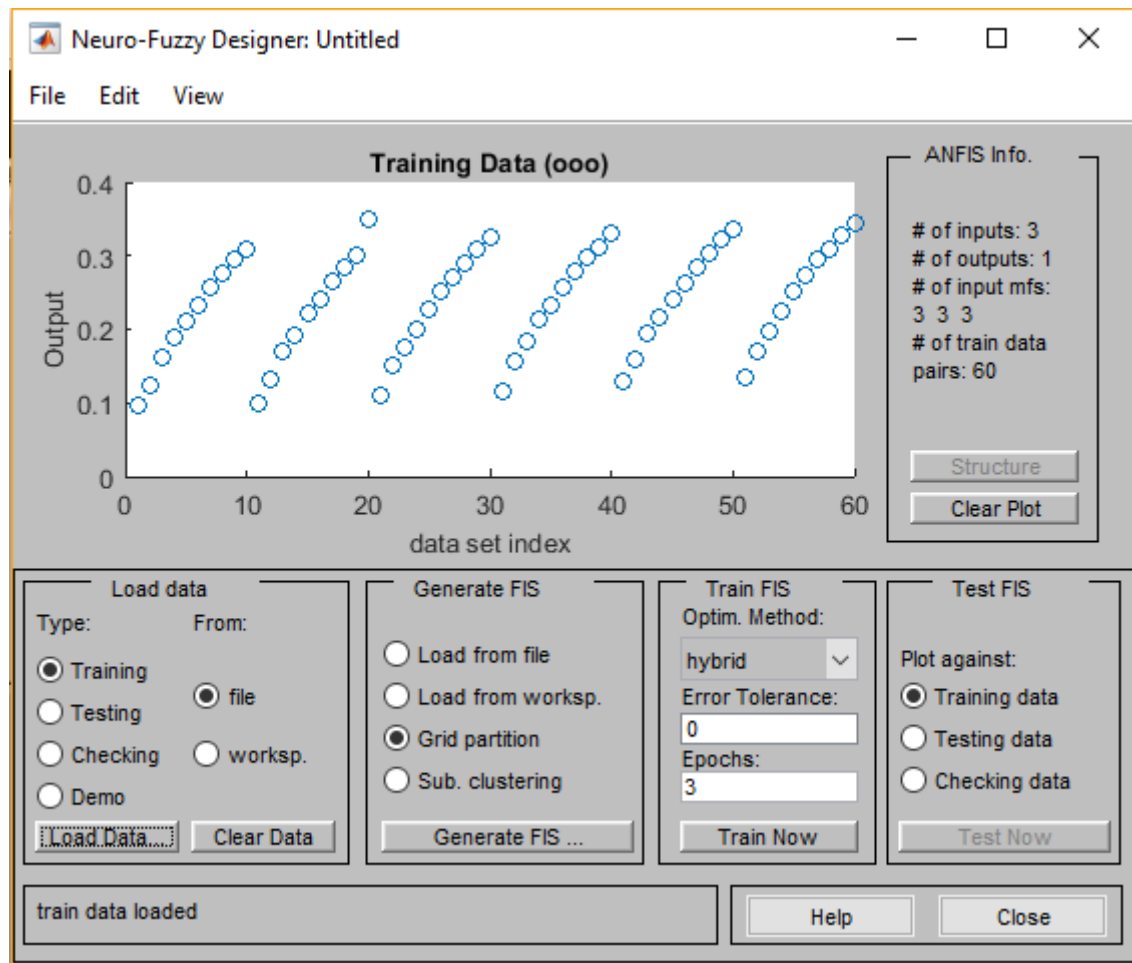 Neuro-Fuzzy Designer: Untitled
File Edit View
Training Data (ooo)
0.4
0.3
0.2
0.1
0
Output
0 10 20 30 40 50 60
data set index
ANFIS Info.
# of inputs: 3
# of outputs: 1
# of input mfs:
3 3 3
# of train data
pairs: 60
Structure
Clear Plot
Load data
Type: From:
Training
file
Testing
Checking
worksp.
Demo
Load Data... Clear Data
Generate FIS
Load from file
Load from worksp.
Grid partition
Sub. clustering
Generate FIS ...
Train FIS
Optim. Method:
hybrid
Error Tolerance:
0
Epochs:
3
Train Now
Test FIS
Plot against:
Training data
Testing data
Checking data
Test Now
train data loaded
Help Close